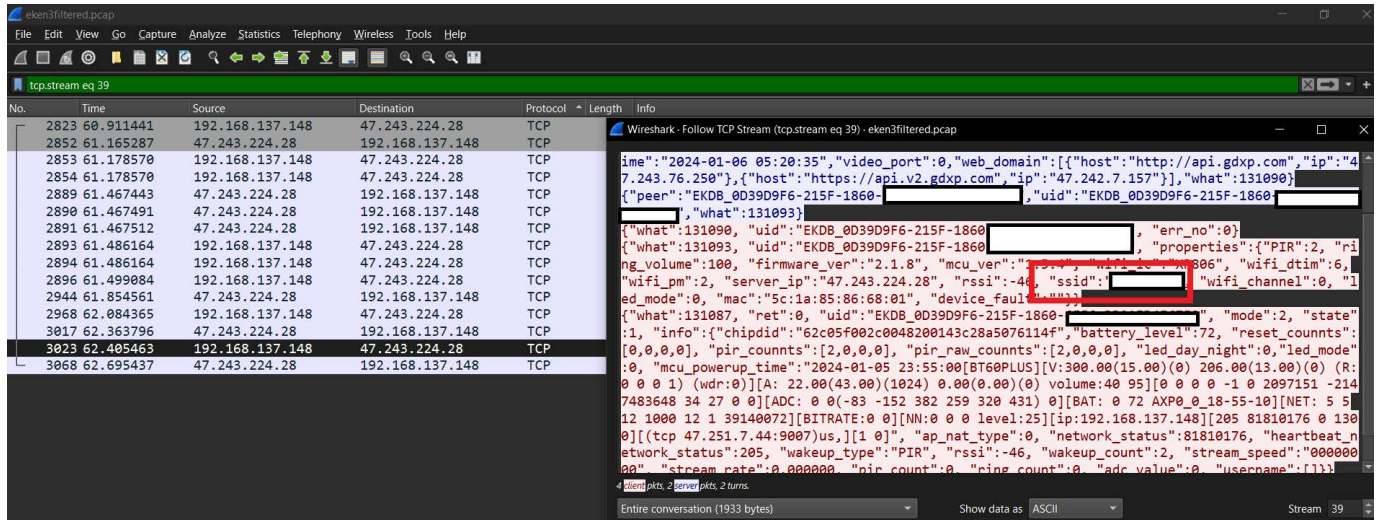 eken3filtered.pcap
File Edit View Go Capture Analyze Statistics Telephony Wireless Tools Help
tcp.stream eq 39
No. Time Source Destination Protocol Length Info
2823 60.911441 192.168.137.148 47.243.224.28 TCP
2852 61.165287 47.243.224.28 192.168.137.148 TCP
2853 61.178570 192.168.137.148 47.243.224.28 TCP
2854 61.178570 192.168.137.148 47.243.224.28 TCP
2889 61.467443 47.243.224.28 192.168.137.148 TCP
2890 61.467491 47.243.224.28 192.168.137.148 TCP
2891 61.467512 47.243.224.28 192.168.137.148 TCP
2893 61.486164 192.168.137.148 47.243.224.28 TCP
2894 61.486164 192.168.137.148 47.243.224.28 TCP
2896 61.499084 192.168.137.148 47.243.224.28 TCP
2944 61.854561 47.243.224.28 192.168.137.148 TCP
2968 62.084365 47.243.224.28 192.168.137.148 TCP
3017 62.363796 47.243.224.28 192.168.137.148 TCP
3023 62.405463 192.168.137.148 47.243.224.28 TCP
3068 62.695437 47.243.224.28 192.168.137.148 TCP
Wireshark · Follow TCP Stream (tcp.stream eq 39) · eken3filtered.pcap
ime":"2024-01-06 05:20:35","video_port":0,"web_domain":[{"host":"http://api.gdxp.com","ip":"4
7.243.76.250"},{"host":"https://api.v2.gdxp.com","ip":"47.242.7.157"}],"what":131090}
{"peer":"EKDB_0D39D9F6-215F-1860- ,"uid":"EKDB_0D39D9F6-215F-1860-
","what":131093}
{"what":131090, "uid":"EKDB_0D39D9F6-215F-1860 , "err_no":0}
{"what":131093, "uid":"EKDB_0D39D9F6-215F-1860 , "properties":{"PIR":2, "ri
ng_volume":100, "firmware_ver":"2.1.8", "mcu_ver": "wifi_dtim":6,
"wifi_pm":2, "server_ip":"47.243.224.28", "rssi":-46, "ssid":" , "wifi_channel":0, "l
ed_mode":0, "mac":"5c:1a:85:86:68:01", "device_fault":""}}
{"what":131087, "ret":0, "uid":"EKDB_0D39D9F6-215F-1860- ", "mode":2, "state"
:1, "info":{"chipdid":"62c05f002c0048200143c28a5076114f","battery_level":72, "reset_counnts":
[0,0,0,0], "pir_counnts":[2,0,0,0], "pir_raw_counnts":[2,0,0,0], "led_day_night":0,"led_mode"
:0, "mcu_powerup_time":"2024-01-05 23:55:00[BT60PLUS][V:300.00(15.00)(0) 206.00(13.00)(0) (R:
0 0 0 1) (wdr:0)][A: 22.00(43.00)(1024) 0.00(0.00)(0) volume:40 95][0 0 0 0 -1 0 2097151 -214
7483648 34 27 0 0][ADC: 0 0(-83 -152 382 259 320 431) 0][BAT: 0 72 AXP0_0_18-55-10][NET: 5 5
12 1000 12 1 39140072][BITRATE:0 0][NN:0 0 0 level:25][ip:192.168.137.148][205 81810176 0 130
0][(tcp 47.251.7.44:9007)us,][1 0]", "ap_nat_type":0, "network_status":81810176, "heartbeat_n
etwork_status":205, "wakeup_type":"PIR", "rssi":-46, "wakeup_count":2, "stream_speed":"000000
00", "stream_rate":0.000000, "pir_count":0, "ring_count":0, "adc_value":0, "username":[]}}
4 client pkts, 2 server pkts, 2 turns.
Entire conversation (1933 bytes) Show data as ASCII Stream 39